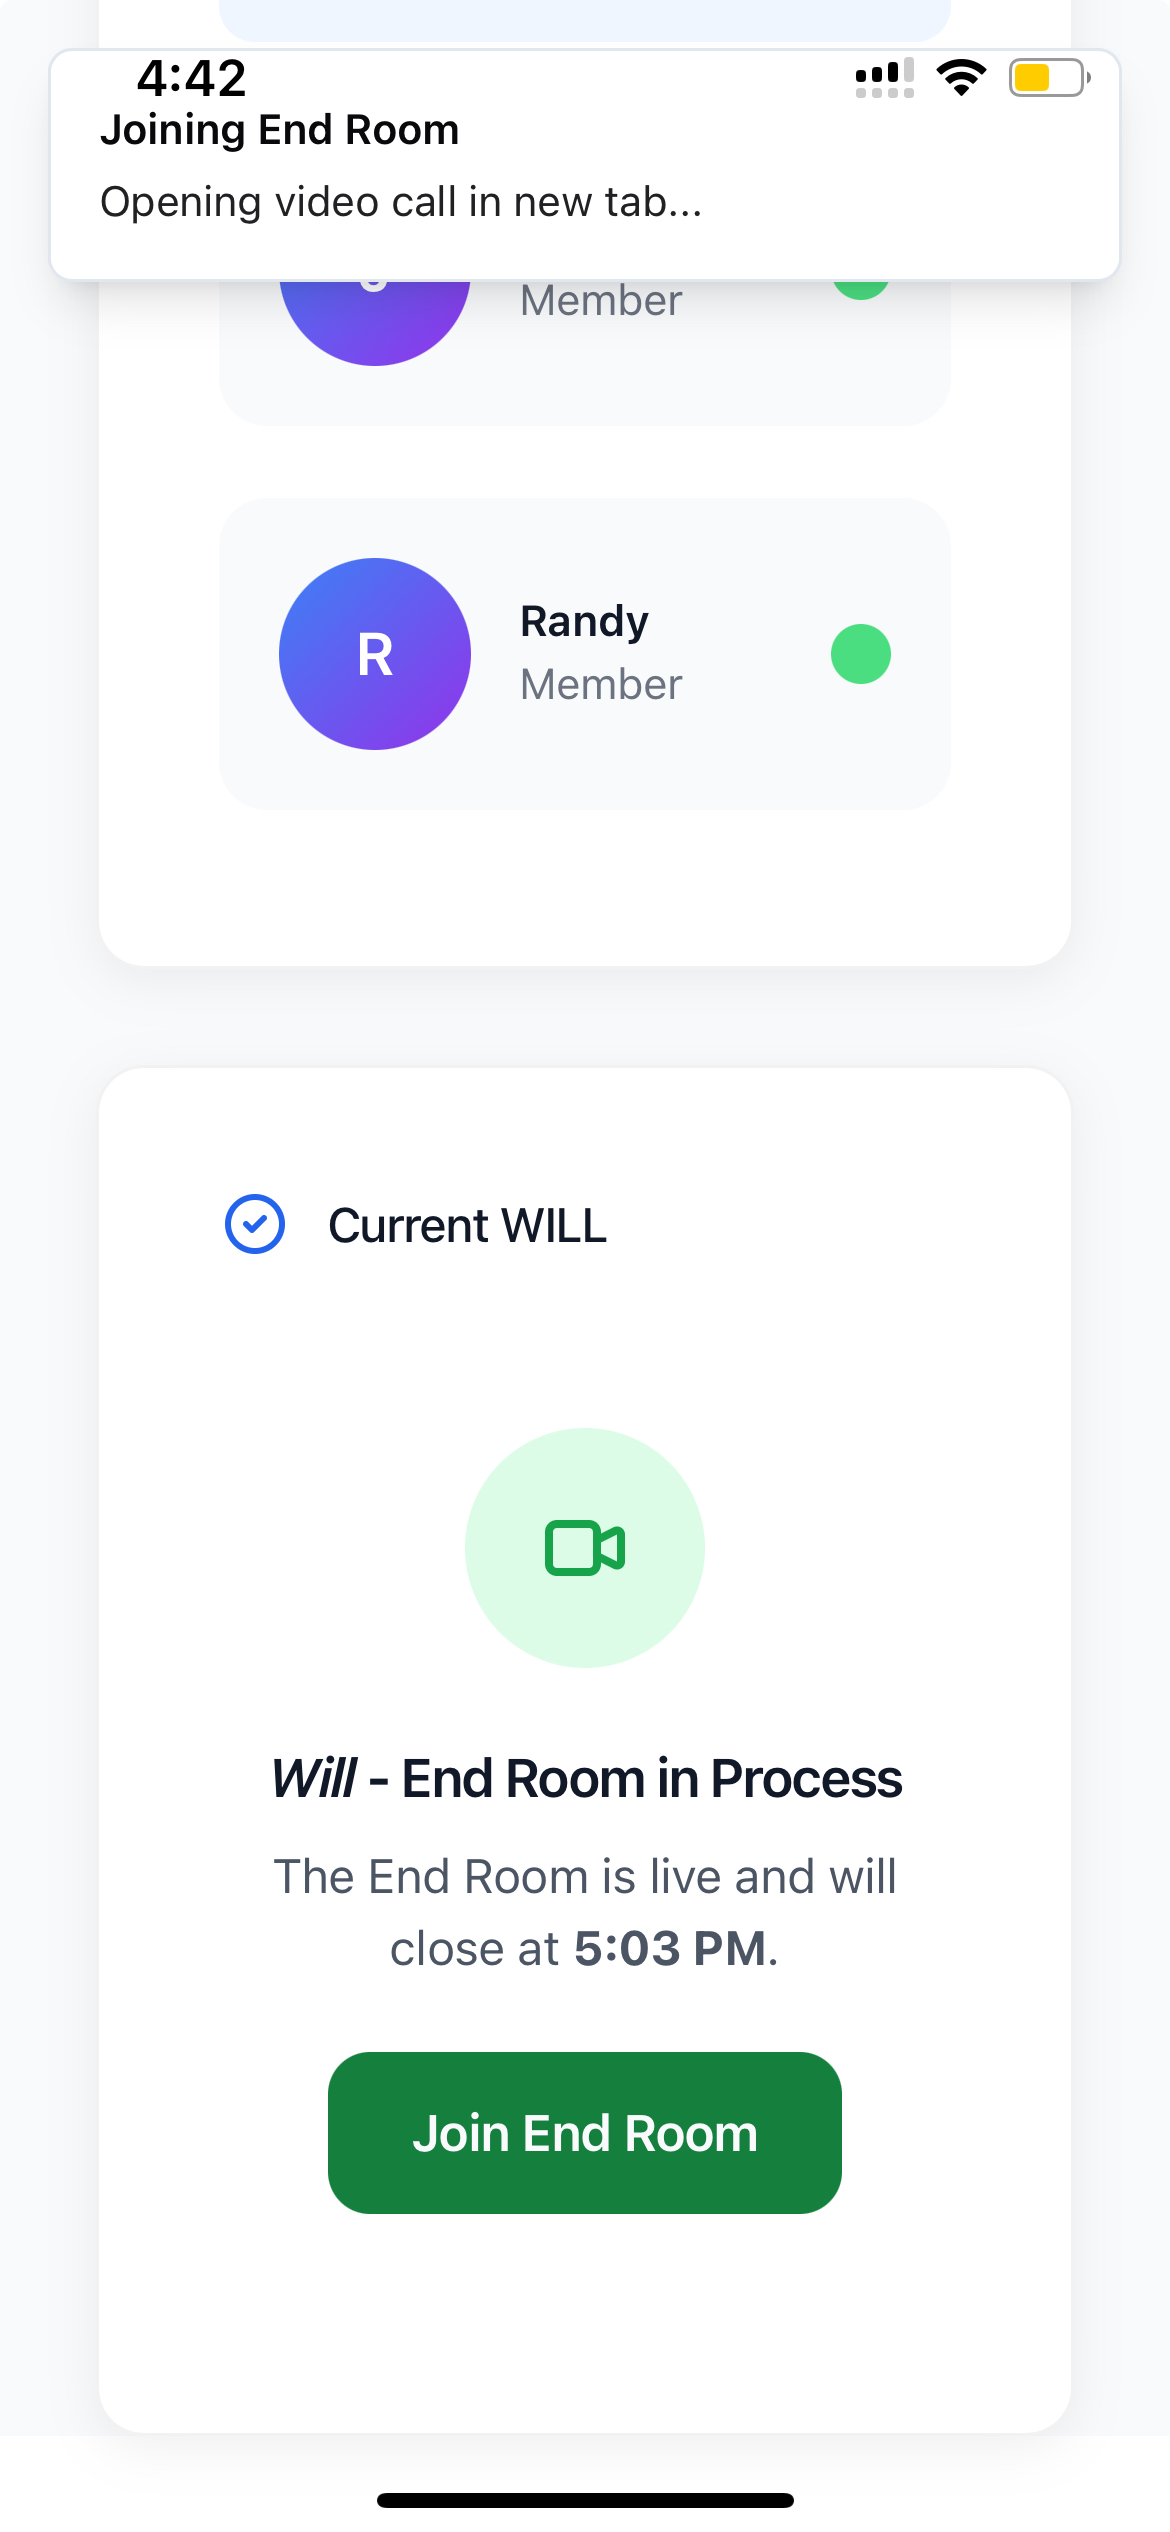 4:42
Joining End Room
Opening video call in new tab...
Member
R
Randy
Member
Current WILL
Will - End Room in Process
The End Room is live and will
close at 5:03 PM.
Join End Room